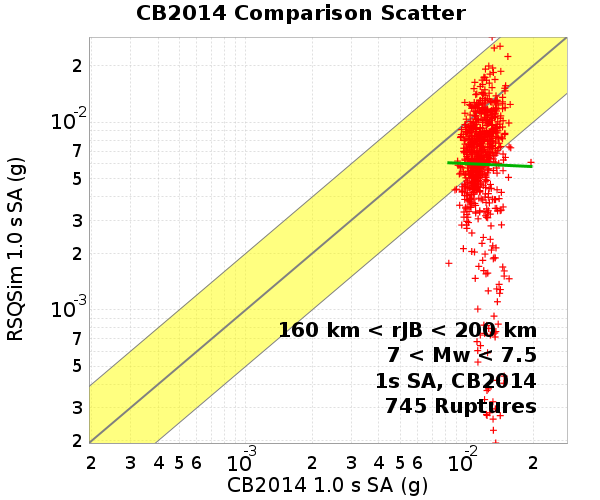 CB2014 Comparison Scatter
RSQSim 1.0 s SA (g)
2
10-2
7
5
3
2
10-3
7
5
3
2
160 km < rJB < 200 km
7 < Mw < 7.5
1s SA, CB2014
745 Ruptures
2 3 4 5 6 10-3 2 3 4 5 6 10-2 2
CB2014 1.0 s SA (g)